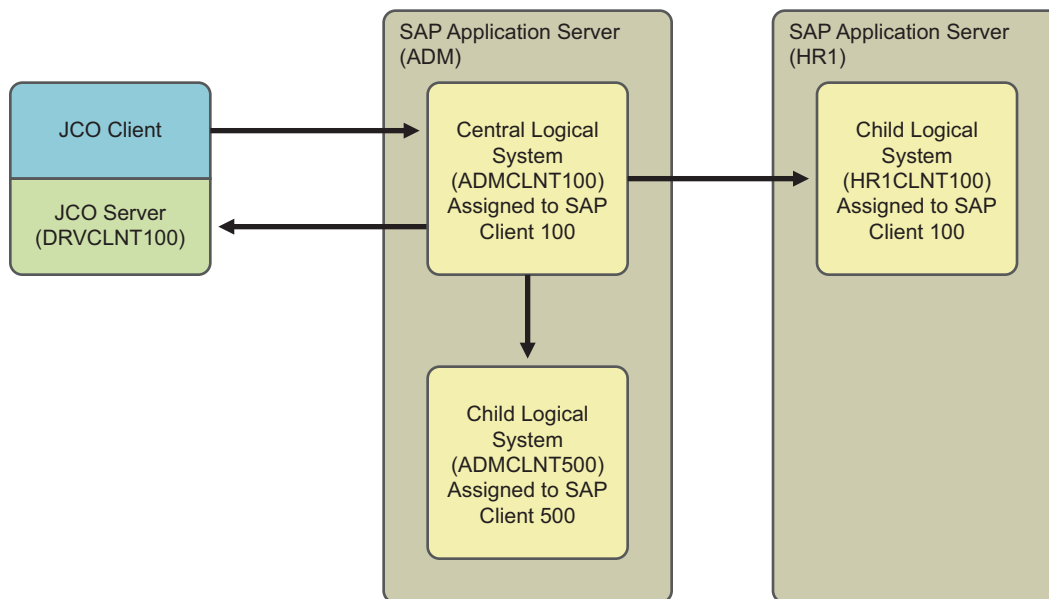 JCO Client
JCO Server
(DRVCLNT100)
SAP Application Server
(ADM)
Central Logical
System
(ADMCLNT100)
Assigned to SAP
Client 100
Child Logical
System
(ADMCLNT500)
Assigned to SAP
Client 500
SAP Application Server
(HR1)
Child Logical
System
(HR1CLNT100)
Assigned to SAP
Client 100